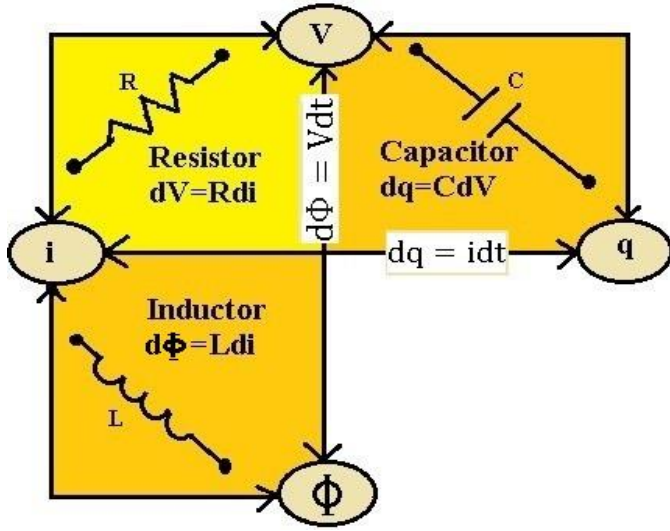 V
R
C
Resistor
dV=Rdi
dΦ = Vdt
Capacitor
dq=CdV
i
dq = idt
q
Inductor
dΦ=Ldi
L
Φ